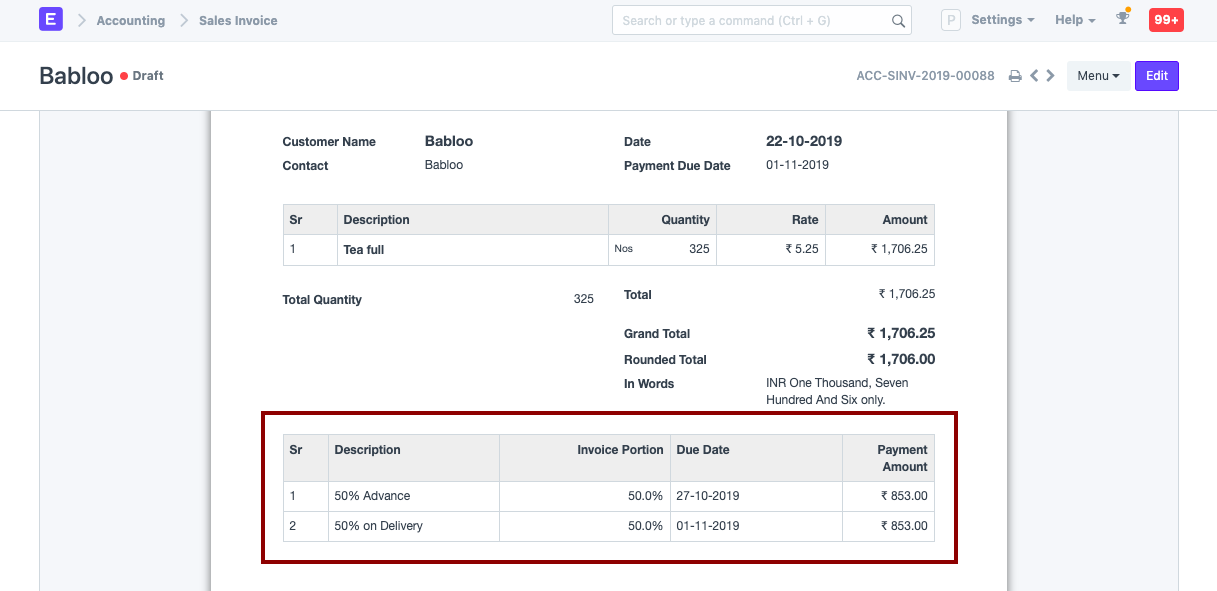 E Accounting Sales Invoice Search or type a command (Ctrl + G) P Settings Help 99+
Babloo Draft ACC-SINV-2019-00088 Menu Edit
Customer Name Babloo Date 22-10-2019
Contact Babloo Payment Due Date 01-11-2019
Sr Description Quantity Rate Amount
1 Tea full Nos 325 ₹ 5.25 ₹ 1,706.25
Total Quantity 325 Total ₹ 1,706.25
Grand Total ₹ 1,706.25
Rounded Total ₹ 1,706.00
In Words INR One Thousand, Seven
Hundred And Six only.
Sr Description Invoice Portion Due Date Payment
Amount
1 50% Advance 50.0% 27-10-2019 ₹ 853.00
2 50% on Delivery 50.0% 01-11-2019 ₹ 853.00